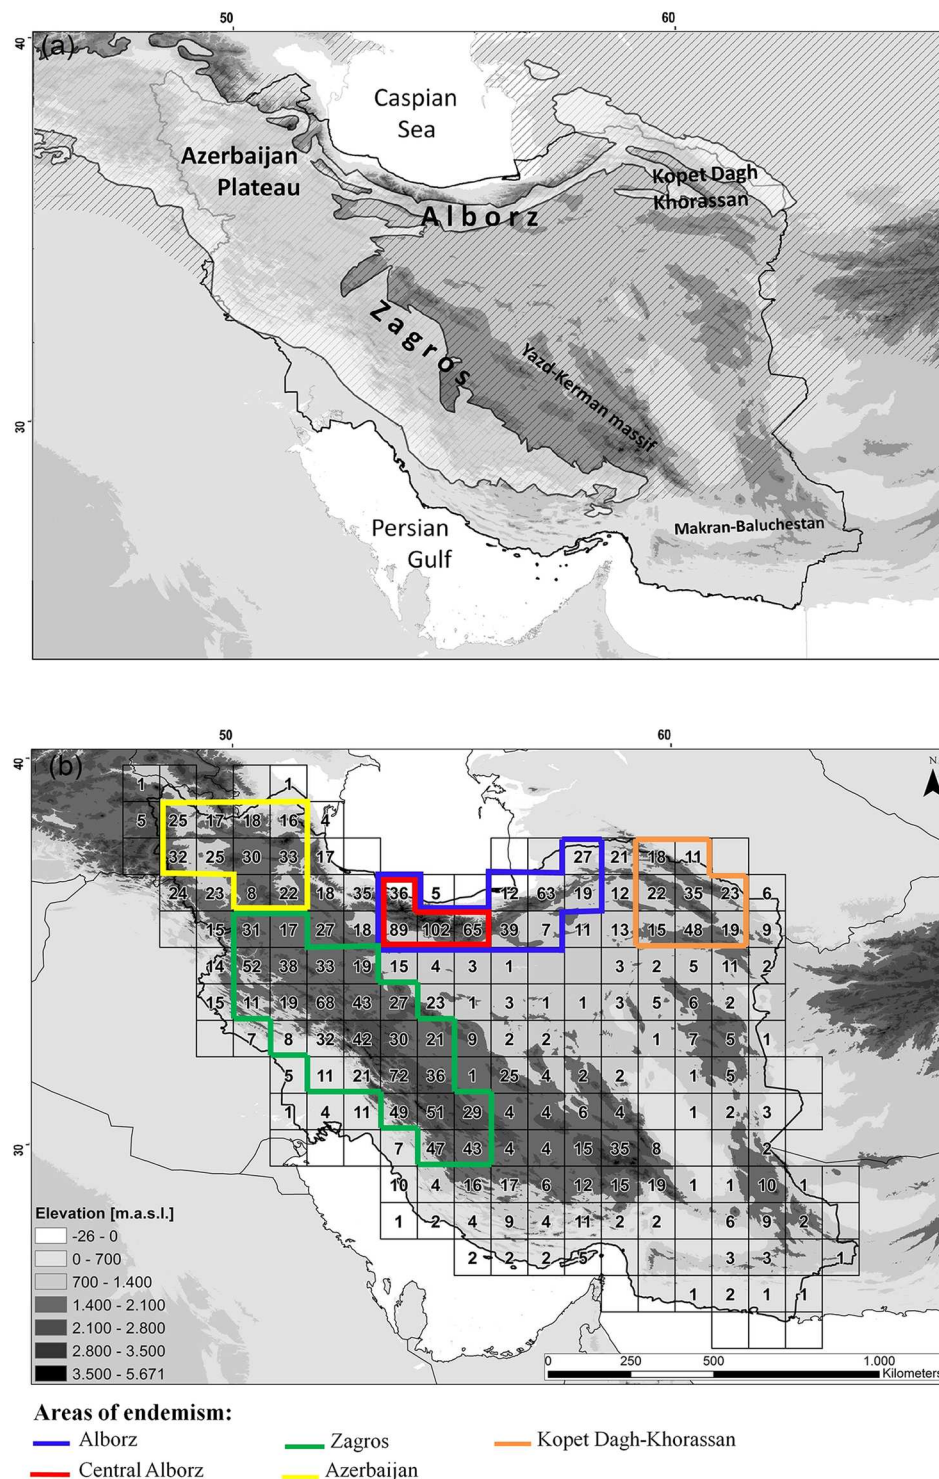 50 60
40
(a)
Caspian
Sea
Azerbaijan
Plateau
Kopet Dagh
Khorassan
Alborz
Zagros
Yazd-Kerman massif
30
Persian
Gulf
Makran-Baluchestan
50 60
40
(b)
N
1 1
5 25 17 18 16 4
32 25 30 33 17 27 21 18 11
24 23 8 22 18 35 36 5 12 63 19 12 22 35 23 6
15 31 17 27 18 89 102 65 39 7 11 13 15 48 19 9
14 52 38 33 19 15 4 3 1 3 2 5 11 2
15 11 19 68 43 27 23 1 3 1 1 3 5 6 2
7 8 32 42 30 21 9 2 2 1 7 5 1
5 11 21 72 36 1 25 4 2 2 1 5
1 4 11 49 51 29 4 4 6 4 1 2 3
30
7 47 43 4 4 15 35 8 2
10 4 16 17 6 12 15 19 1 1 10 1
1 2 4 9 4 11 2 2 6 9 2
2 2 2 5 3 3 1
1 2 1 1
Elevation [m.a.s.l.]
-26 - 0
0 - 700
700 - 1.400
1.400 - 2.100
2.100 - 2.800
2.800 - 3.500
3.500 - 5.671
0 250 500 1.000
Kilometers
Areas of endemism:
Alborz Zagros Kopet Dagh-Khorassan
Central Alborz Azerbaijan